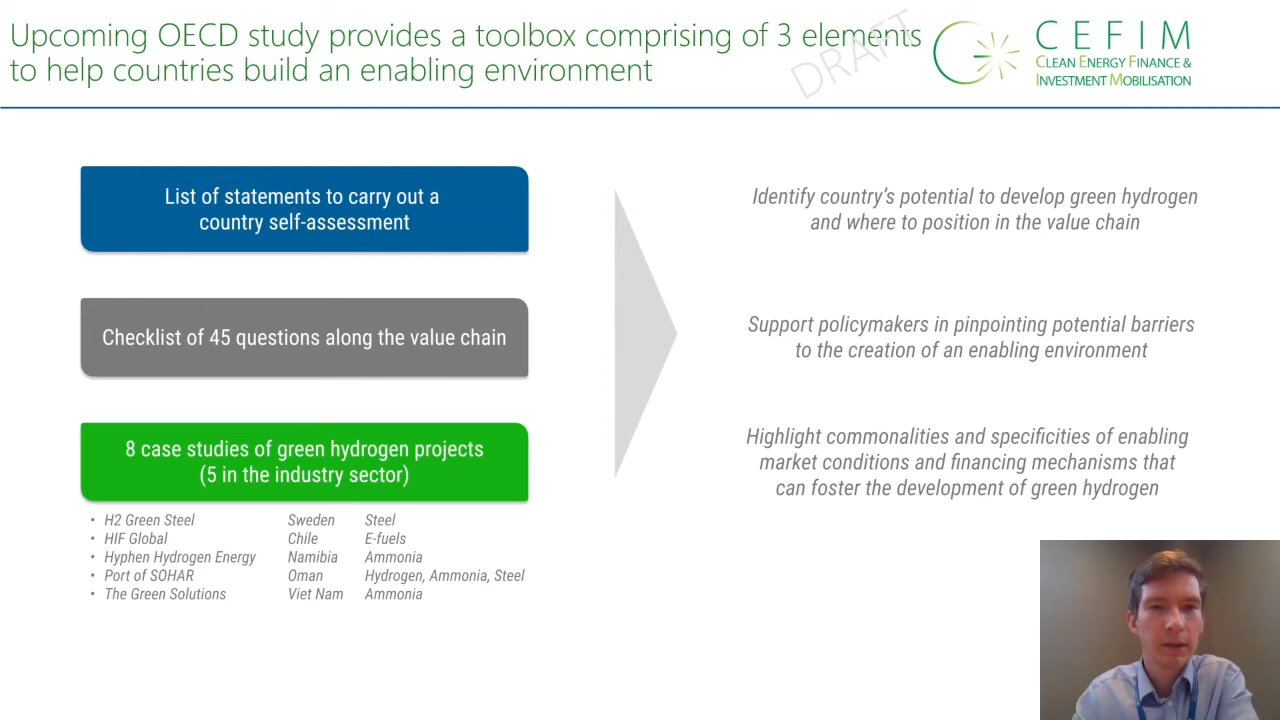 Upcoming OECD study provides a toolbox comprising of 3 elements
to help countries build an enabling environment
DRAFT
CEFIM
CLEAN ENERGY FINANCE &
INVESTMENT MOBILISATION
List of statements to carry out a
country self-assessment
Identify country's potential to develop green hydrogen
and where to position in the value chain
Checklist of 45 questions along the value chain
Support policymakers in pinpointing potential barriers
to the creation of an enabling environment
8 case studies of green hydrogen projects
(5 in the industry sector)
Highlight commonalities and specificities of enabling
market conditions and financing mechanisms that
can foster the development of green hydrogen
• H2 Green Steel Sweden Steel
• HIF Global Chile E-fuels
• Hyphen Hydrogen Energy Namibia Ammonia
• Port of SOHAR Oman Hydrogen, Ammonia, Steel
• The Green Solutions Viet Nam Ammonia